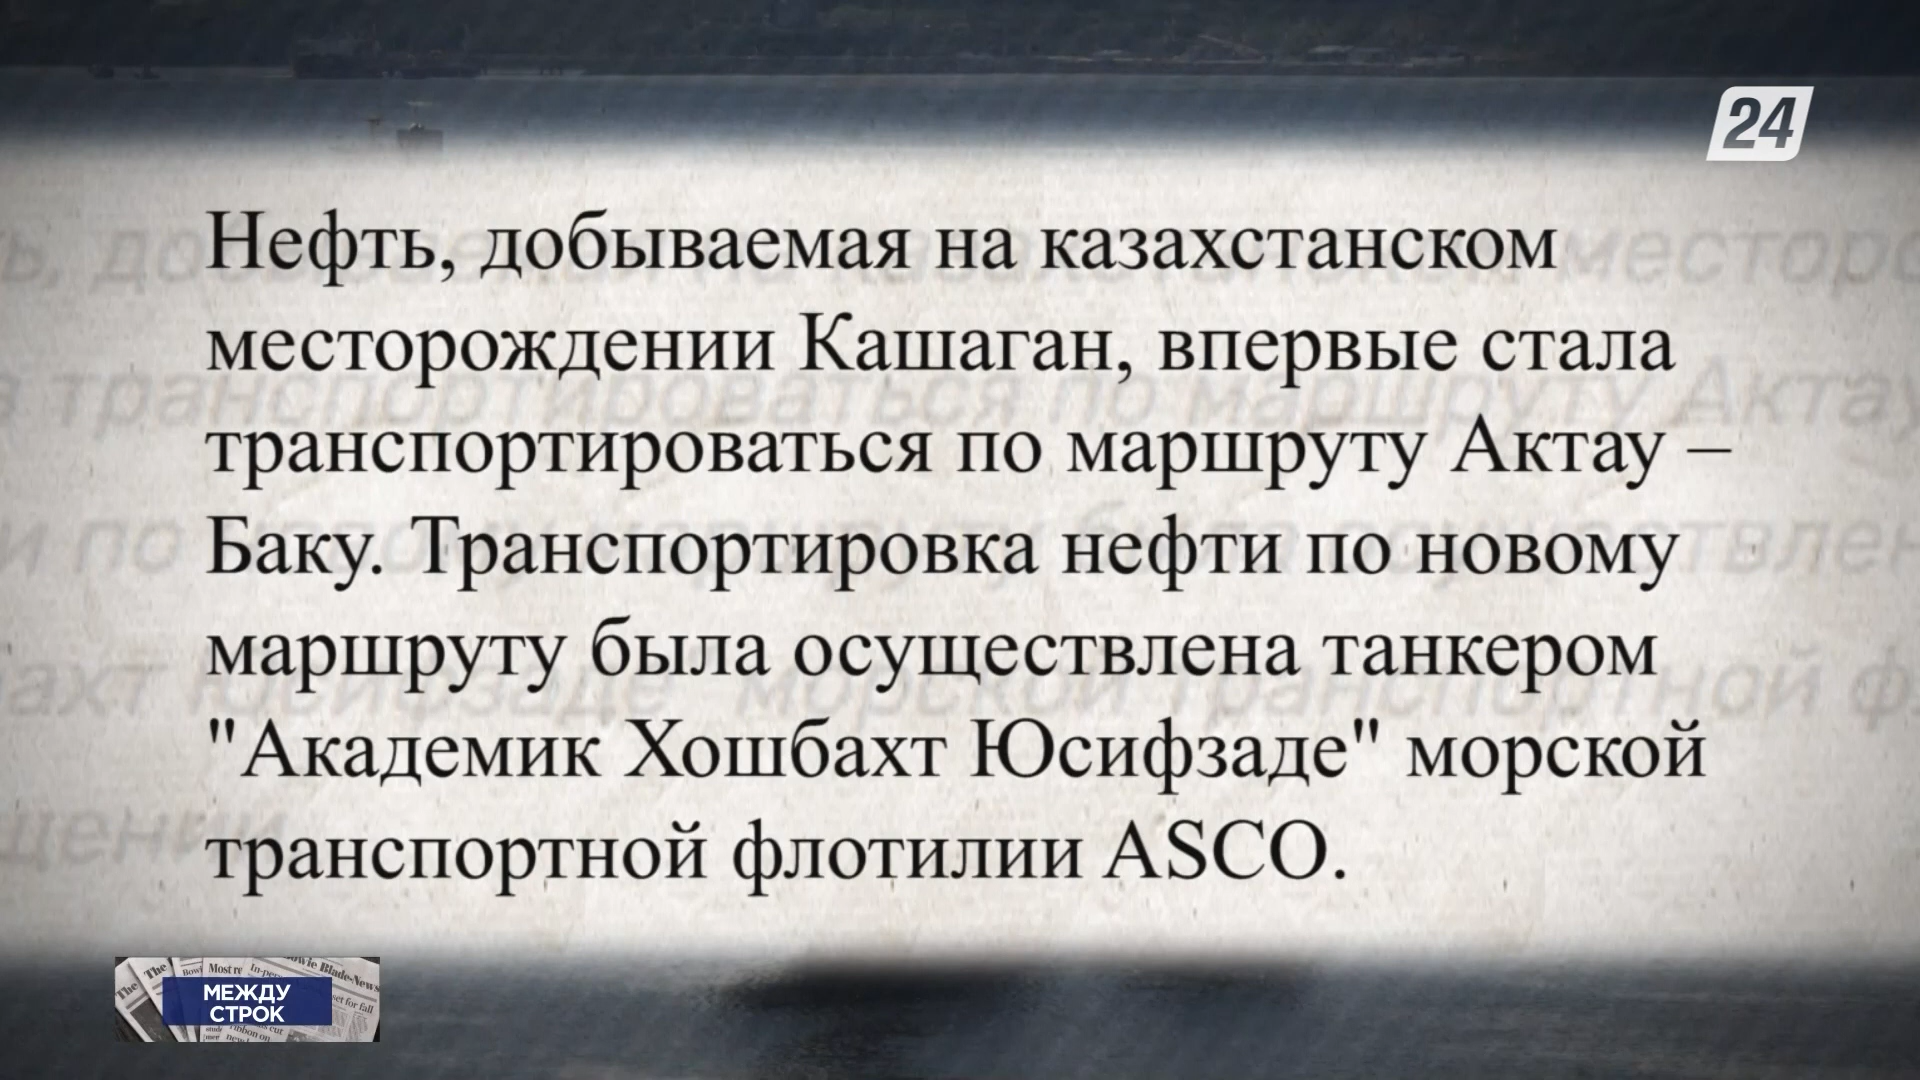 24
Нефть, добываемая на казахстанском
месторождении Кашаган, впервые стала
транспортироваться по маршруту Актау –
Баку. Транспортировка нефти по новому
маршруту была осуществлена танкером
"Академик Хошбахт Юсифзаде" морской
транспортной флотилии ASCO.
МЕЖДУ
СТРОК